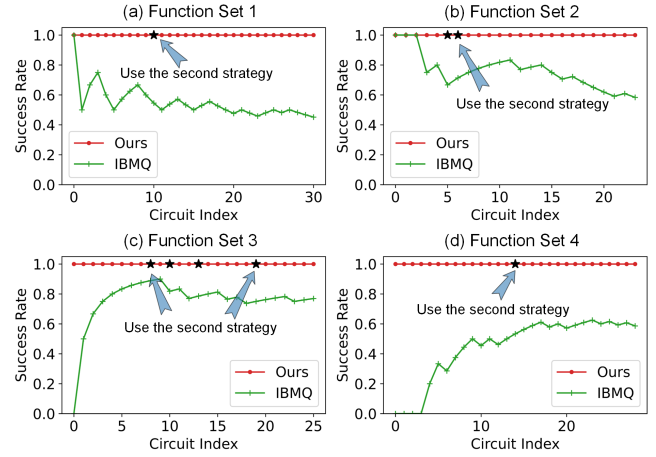 (a) Function Set 1
(b) Function Set 2
1.0
0.8
0.6
0.4
0.2
0.0
Success Rate
Use the second strategy
Ours
IBMQ
0
10
20
30
Circuit Index
1.0
0.8
0.6
0.4
0.2
0.0
Success Rate
Use the second strategy
Ours
IBMQ
0
5
10
15
20
Circuit Index
(c) Function Set 3
(d) Function Set 4
1.0
0.8
0.6
0.4
0.2
0.0
Success Rate
Use the second strategy
Ours
IBMQ
0
5
10
15
20
25
Circuit Index
1.0
0.8
0.6
0.4
0.2
0.0
Success Rate
Use the second strategy
Ours
IBMQ
0
10
20
Circuit Index